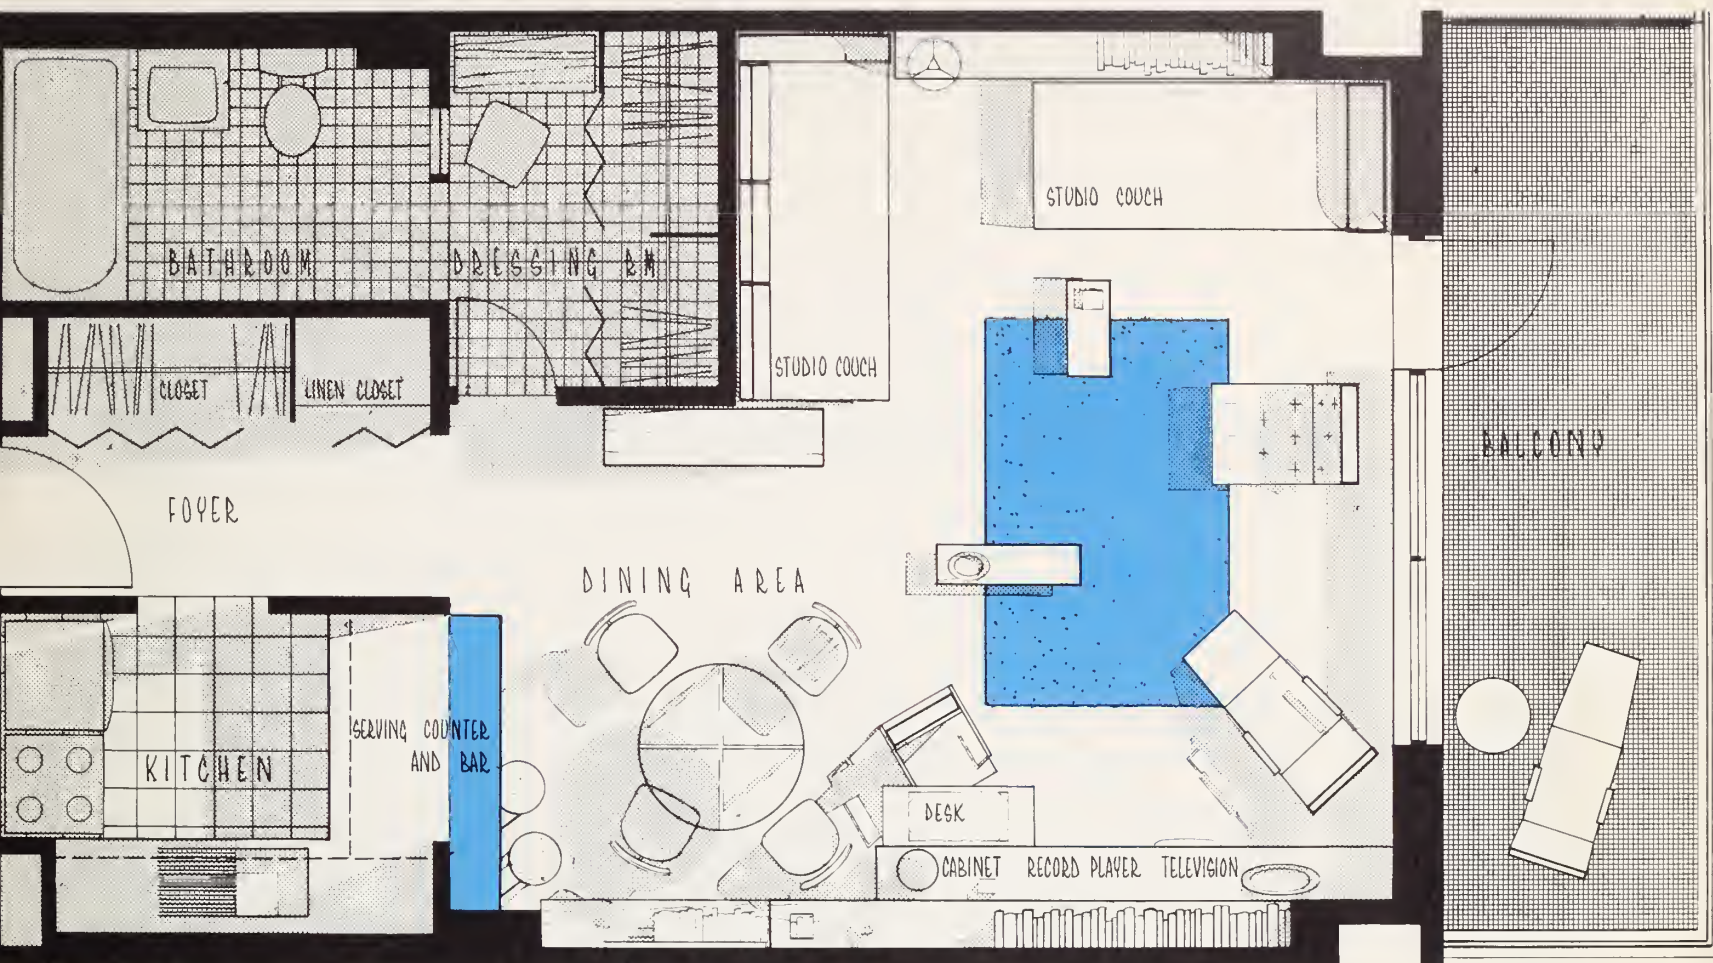 STUDIO COUCH
BATHROOM
DRESSING RM
STUDIO COUCH
CLOSET
LINEN CLOSET
BALCONY
FOYER
DINING AREA
SERVING COUNTER
AND BAR
KITCHEN
DESK
CABINET RECORD PLAYER TELEVISION